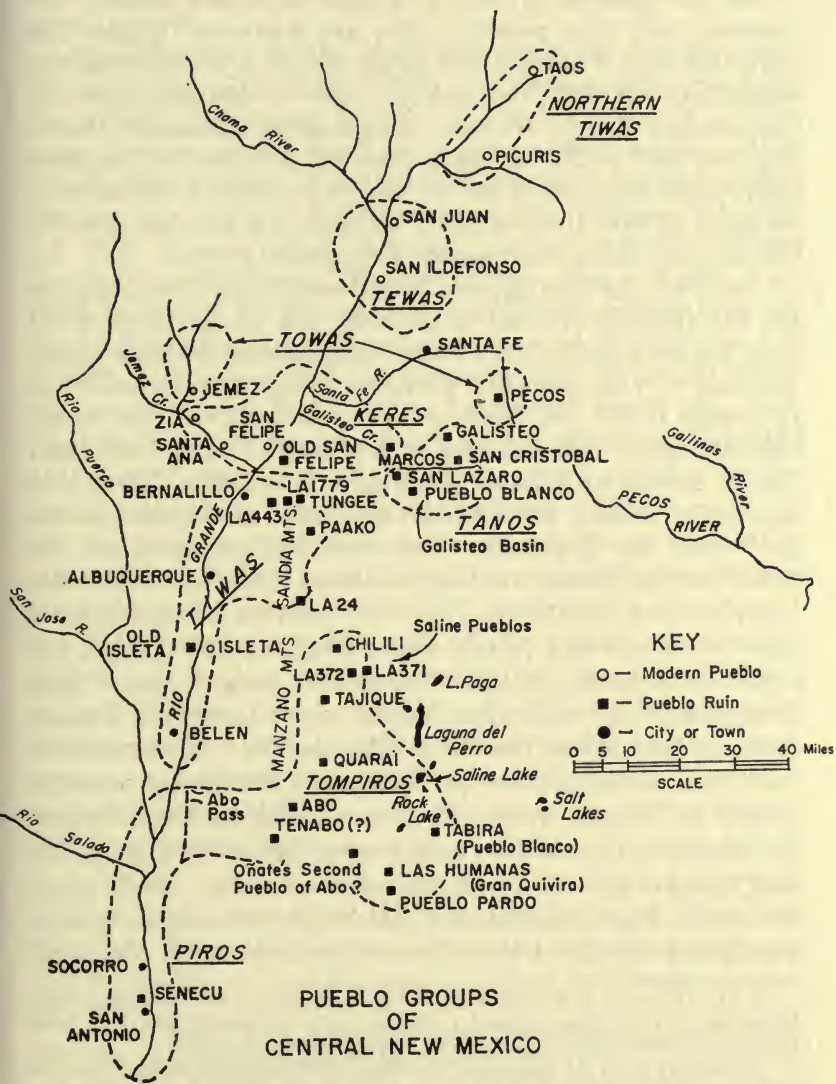 TAOS
NORTHERN
TIWAS
Chama River
PICURIS
SAN JUAN
SAN ILDEFONSO
TEWAS
TOWAS
SANTA FE
Jemez Cr.
JEMEZ
Santa Fe R.
PECOS
Rio Puerco
ZIA
SAN
FELIPE
KERES
Galisteo Cr.
GALISTEO
SANTA
ANA
OLD SAN
FELIPE
MARCOS
SAN CRISTOBAL
Gallinas
River
SAN LAZARO
PECOS
RIVER
BERNALILLO
LA1779
TUNGEE
PUEBLO BLANCO
LA443
TANOS
PAAKO
Galisteo Basin
SANDIA MTS.
RIO GRANDE
ALBUQUERQUE
TIWAS
LA24
San Jose R.
OLD
ISLETA
ISLETA
CHILILI
Saline Pueblos
LA372
LA371
L.Paga
MANZANO MTS
TAJIQUE
BELEN
Laguna del
Perro
QUARAI
TOMPIROS
Saline Lake
Abo
Pass
ABO
Rock
Lake
Salt
Lakes
Rio Salado
TENABO (?)
TABIRA
(Pueblo Blanco)
Oñate's Second
Pueblo of Abo?
LAS HUMANAS
(Gran Quivira)
PUEBLO PARDO
PIROS
SOCORRO
SENECU
SAN
ANTONIO
KEY
○ — Modern Pueblo
■ — Pueblo Ruin
● — City or Town
0 5 10 20 30 40 Miles
SCALE
PUEBLO GROUPS
OF
CENTRAL NEW MEXICO